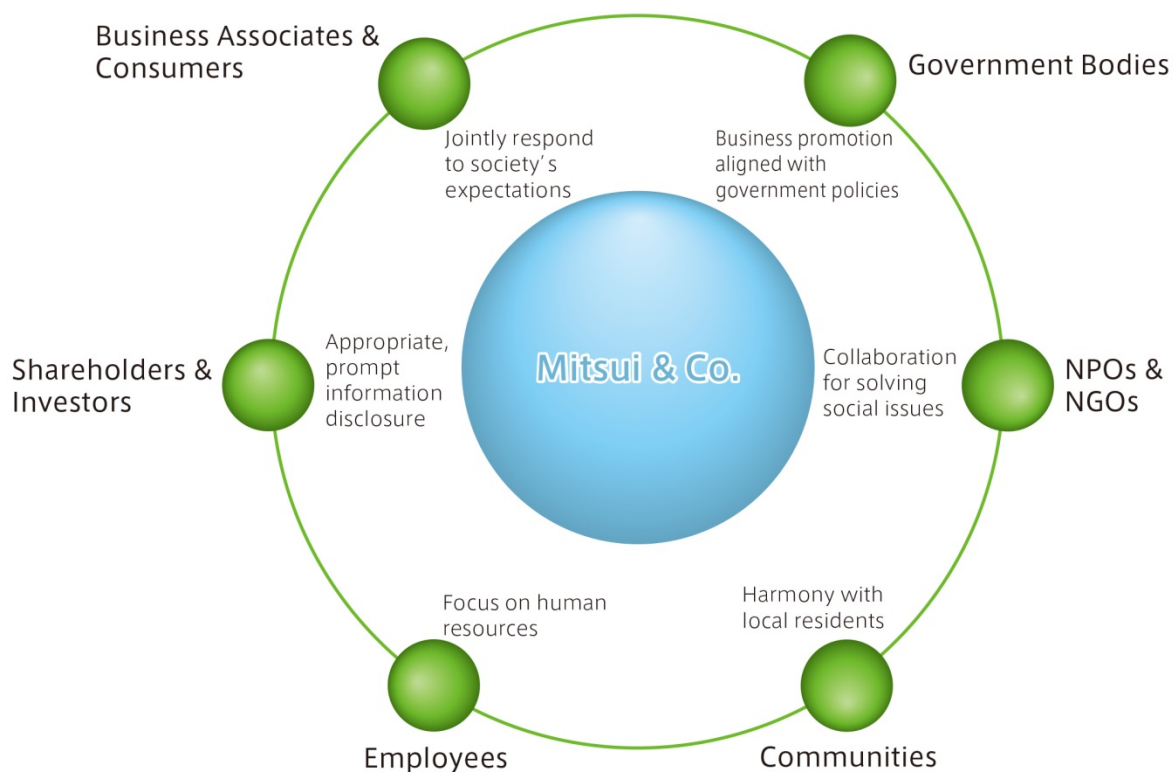 Business Associates &
Consumers
Government Bodies
Jointly respond
to society's
expectations
Business promotion
aligned with
government policies
Shareholders &
Investors
Appropriate,
prompt
information
disclosure
Mitsui & Co.
Collaboration
for solving
social issues
NPOs &
NGOs
Focus on human
resources
Harmony with
local residents
Employees
Communities